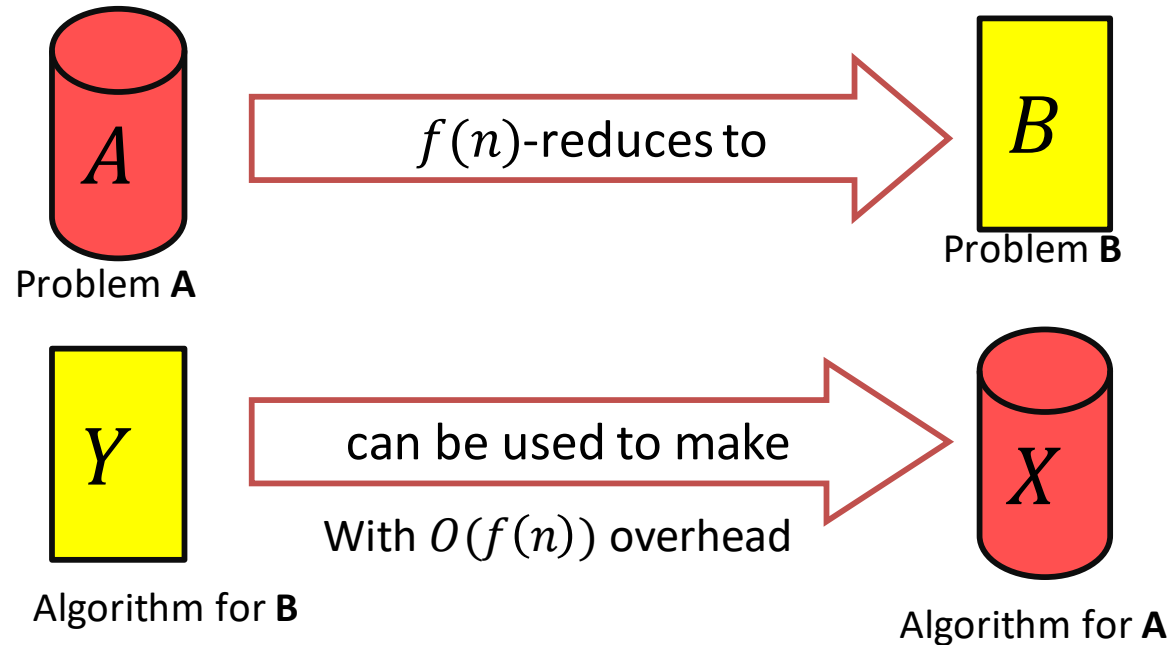 A
f(n)-reduces to
B
Problem A
Problem B
Y
can be used to make
X
With O(f(n)) overhead
Algorithm for B
Algorithm for A